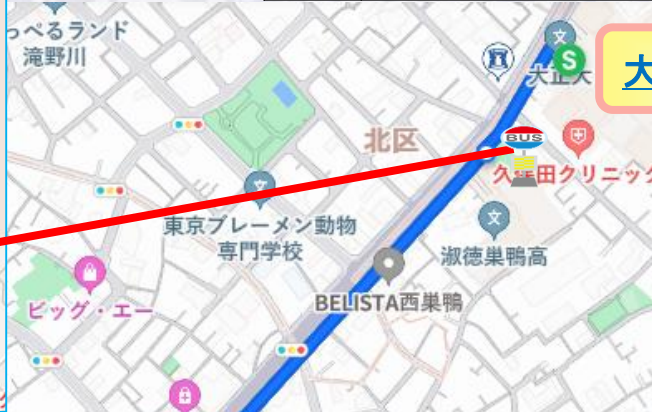 っぺるランド
滝野川
大正大
S
大
北区
BUS
久保田クリニック
東京ブレーメン動物
専門学校
淑徳巣鴨高
ビッグ・エー
BELISTA西巣鴨